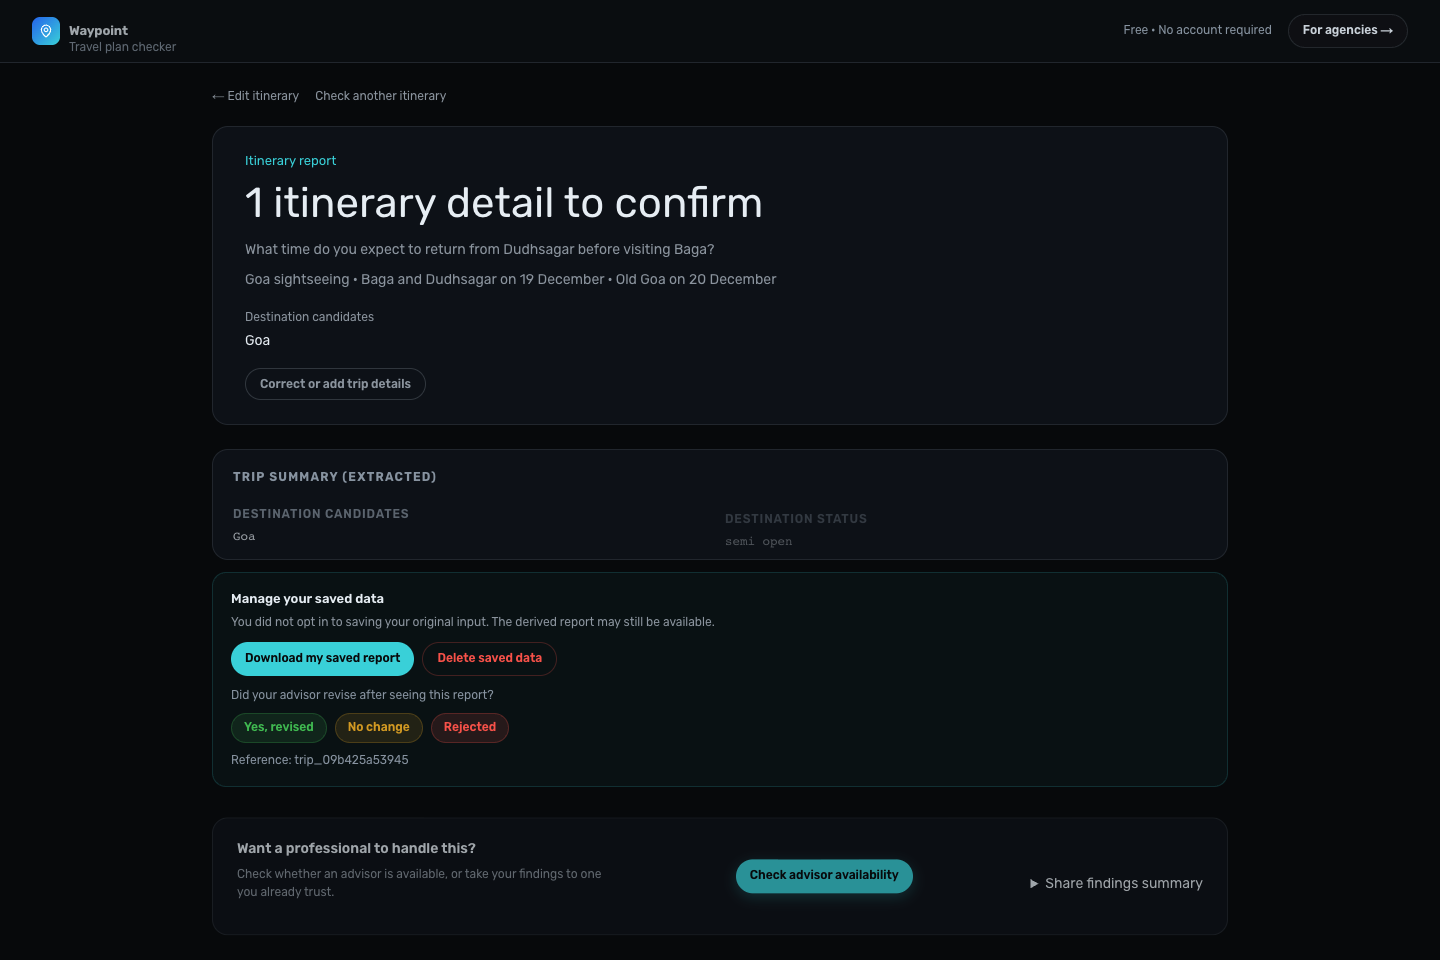 Waypoint
Travel plan checker
Free • No account required
For agencies →
← Edit itinerary
Check another itinerary
Itinerary report
1 itinerary detail to confirm
What time do you expect to return from Dudhsagar before visiting Baga?
Goa sightseeing • Baga and Dudhsagar on 19 December • Old Goa on 20 December
Destination candidates
Goa
Correct or add trip details
TRIP SUMMARY (EXTRACTED)
DESTINATION CANDIDATES
Goa
DESTINATION STATUS
semi open
Manage your saved data
You did not opt in to saving your original input. The derived report may still be available.
Download my saved report
Delete saved data
Did your advisor revise after seeing this report?
Yes, revised
No change
Rejected
Reference: trip_09b425a53945
Want a professional to handle this?
Check whether an advisor is available, or take your findings to one
you already trust.
Check advisor availability
▶ Share findings summary